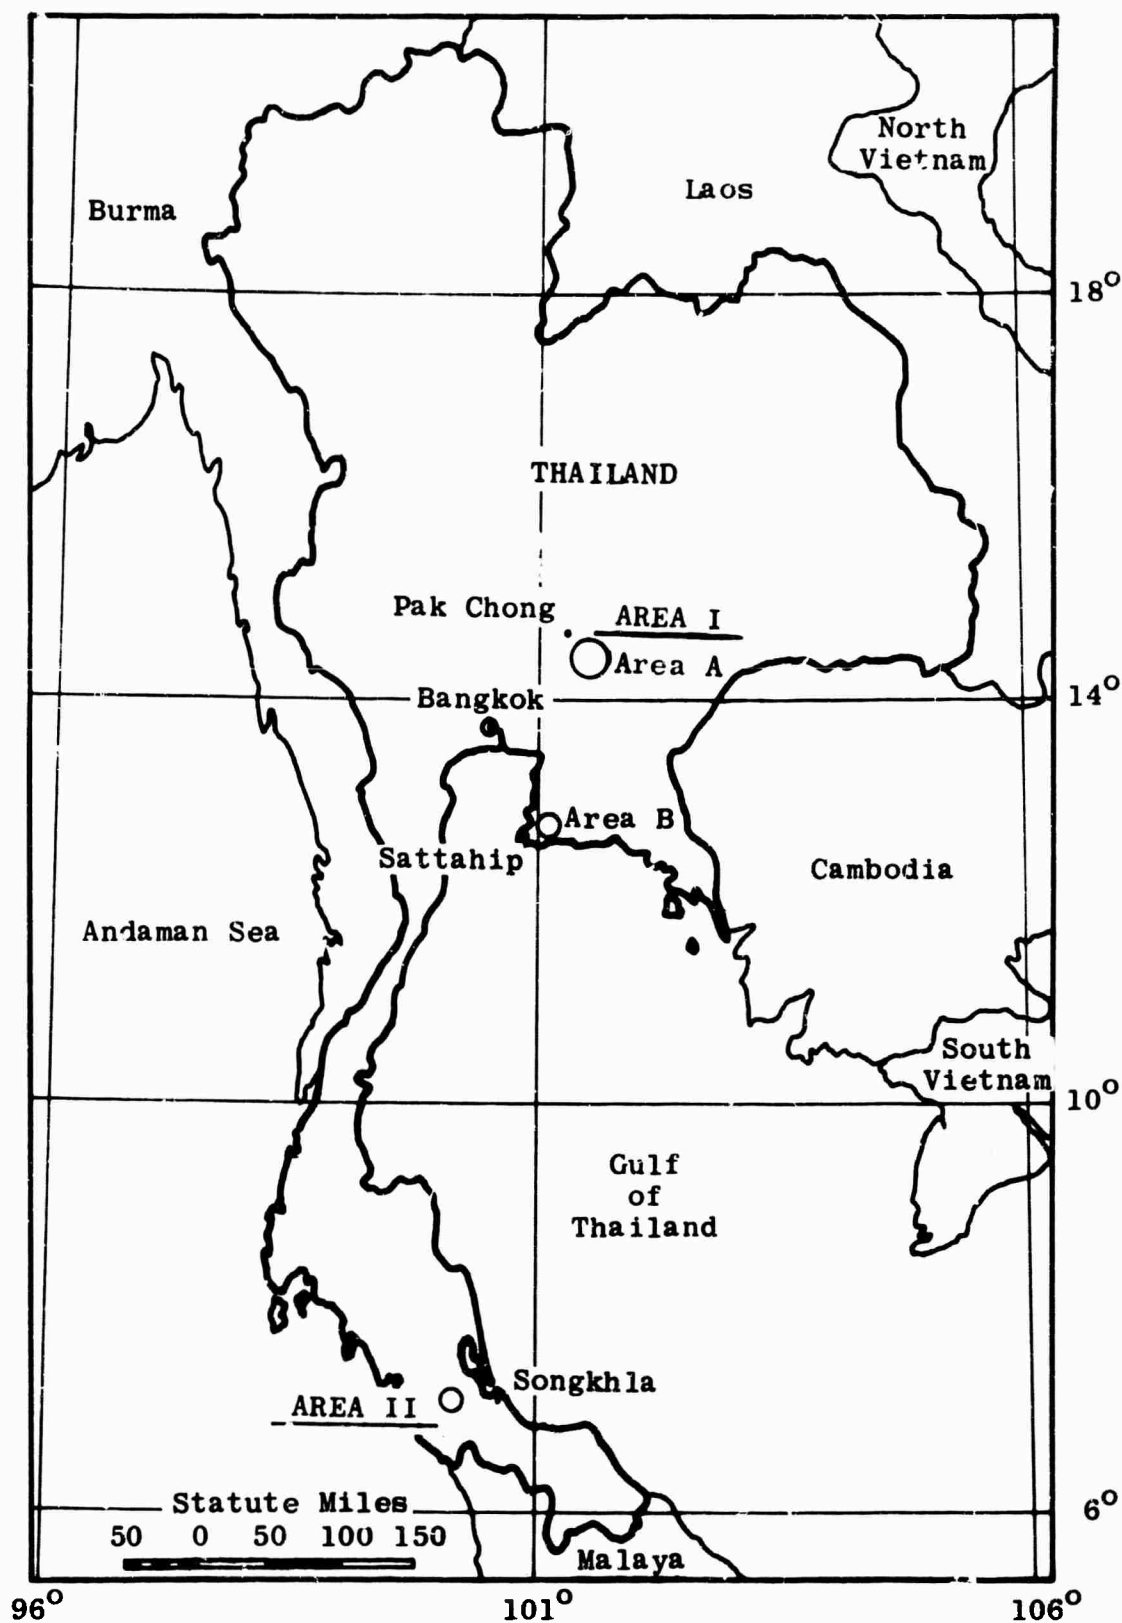 North
Vietnam
Laos
Burma
18°
THAILAND
Pak Chong
AREA I
Area A
14°
Bangkok
Area B
Sattahip
Cambodia
Andaman Sea
South
Vietnam
10°
Gulf
of
Thailand
Songkhla
AREA II
Statute Miles
6°
50 0 50 100 150
Malaya
96° 101° 106°